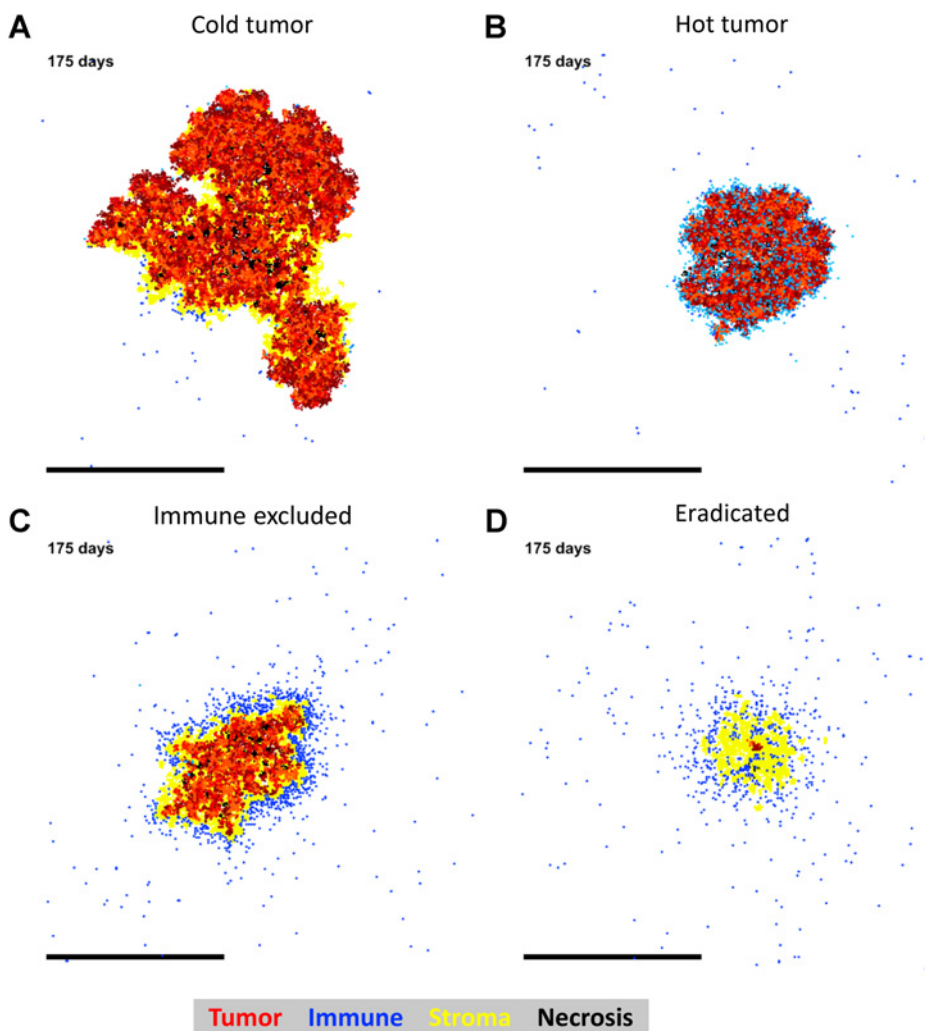 A Cold tumor
175 days
B Hot tumor
175 days
C Immune excluded
175 days
D Eradicated
175 days
Tumor Immune Stroma Necrosis